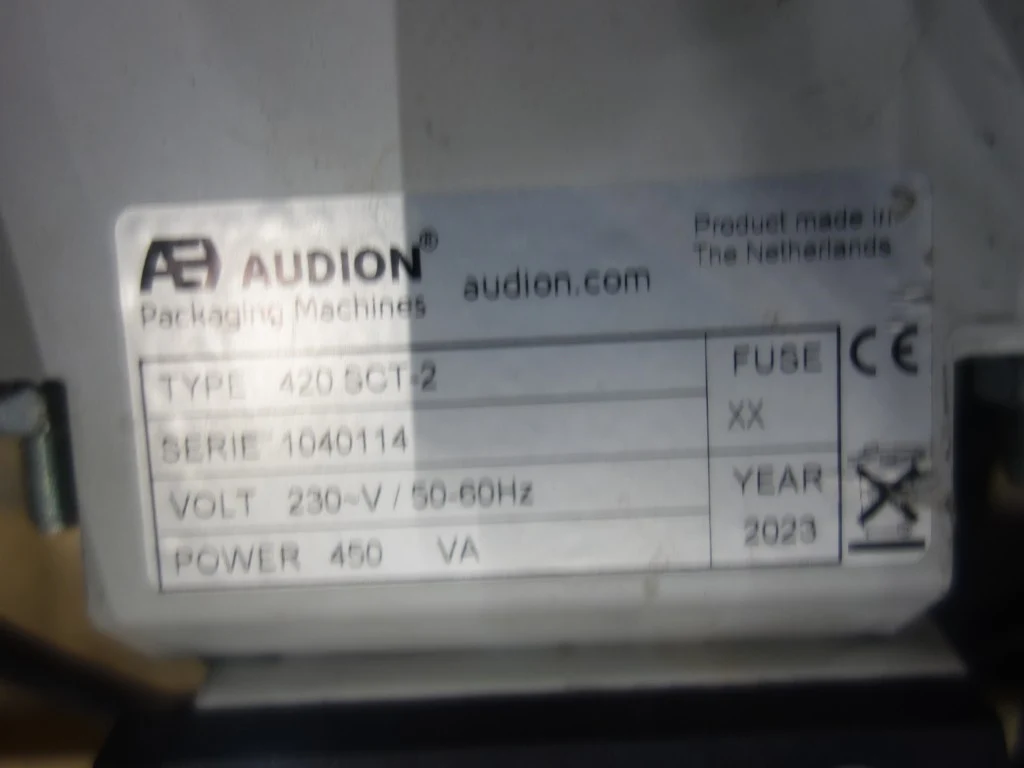 AE AUDION®
Packaging Machines
audion.com
Product made in
The Netherlands
TYPE 420 SCT-2
SERIE 1040114
VOLT 230~V / 50-60Hz
POWER 450 VA
FUSE
XX
YEAR
2023
CE